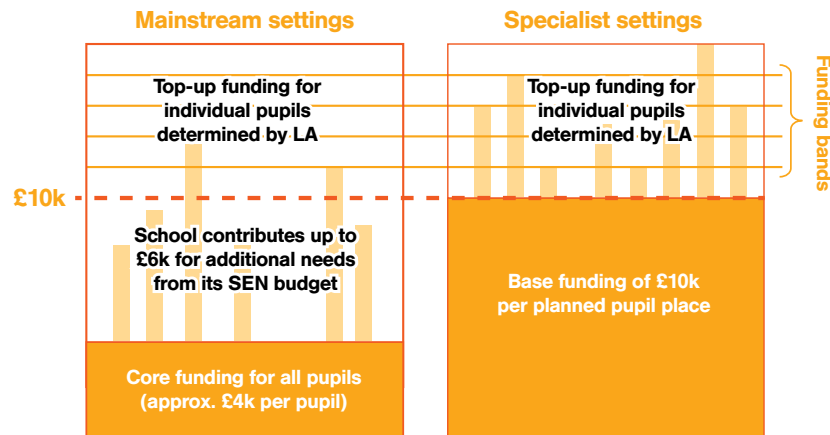 Mainstream settings
Specialist settings
Top-up funding for
individual pupils
determined by LA
Top-up funding for
individual pupils
determined by LA
Funding bands
£10k
School contributes up to
£6k for additional needs
from its SEN budget
Base funding of £10k
per planned pupil place
Core funding for all pupils
(approx. £4k per pupil)